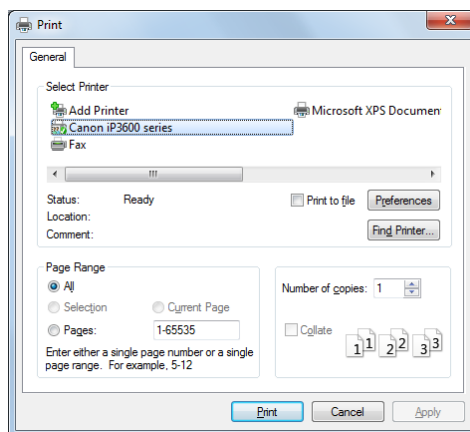 Print
General
Select Printer
Add Printer
Microsoft XPS Documen
Canon iP3600 series
Fax
Status: Ready
Print to file
Preferences
Location:
Comment:
Find Printer...
Page Range
All
Selection
Current Page
Pages: 1-65535
Enter either a single page number or a single
page range. For example, 5-12
Number of copies: 1
Collate
1 1 2 2 3 3
Print
Cancel
Apply